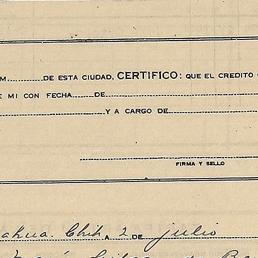 M. DE ESTA CIUDAD, CERTIFICO: QUE EL CREDITO
E MI CON FECHA DE
Y A CARGO DE
FIRMA Y SELLO
ahua. Chih A 2 DE julio